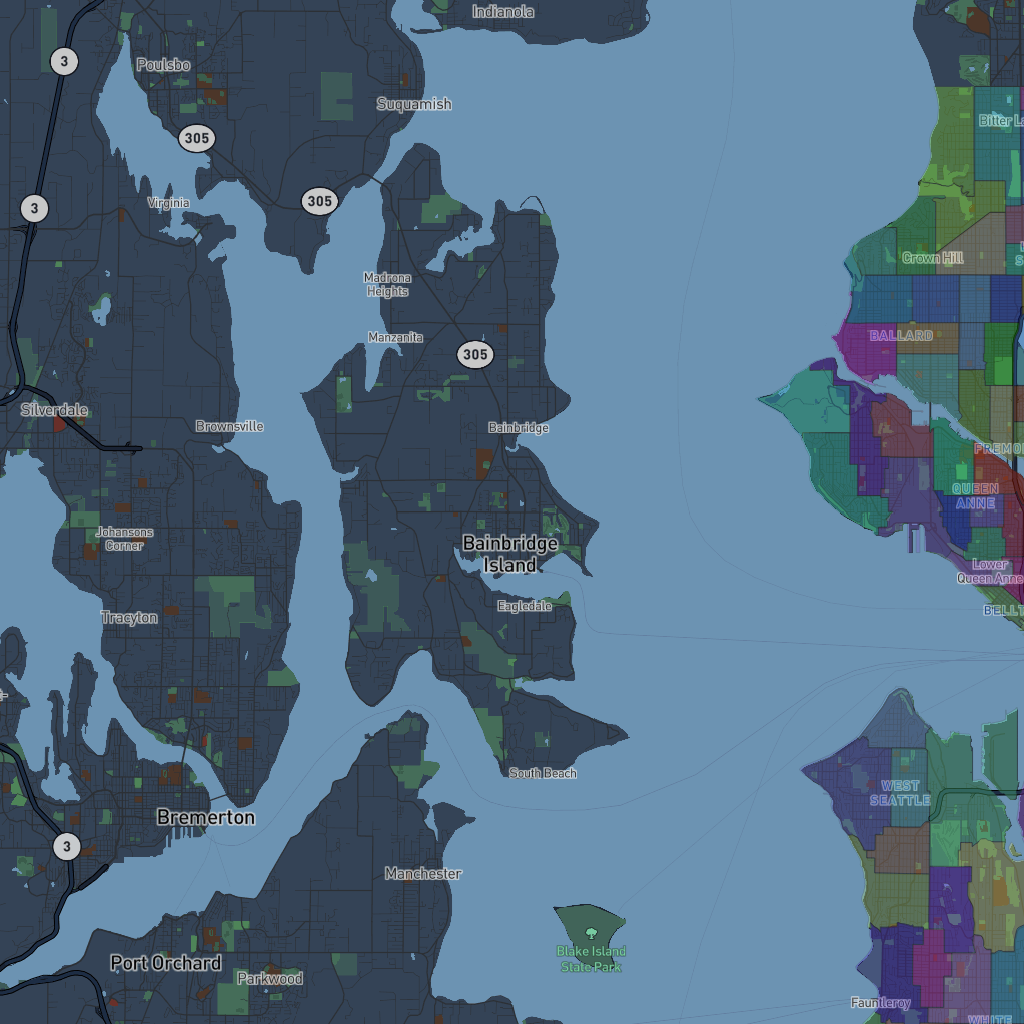 Indianola
3
Poulsbo
Suquamish
305
Bitter La
305
Virginia
3
Crown Hill
Madrona
Heights
Manzanita
BALLARD
305
Silverdale
Brownsville
Bainbridge
FREMO
QUEEN
ANNE
Johansons
Corner
Bainbridge
Island
Lower
Queen Anne
Eagledale
BELLT
Tracyton
South Beach
WEST
SEATTLE
Bremerton
3
Manchester
Blake Island
State Park
Port Orchard
Parkwood
Fauntleroy
WHITE